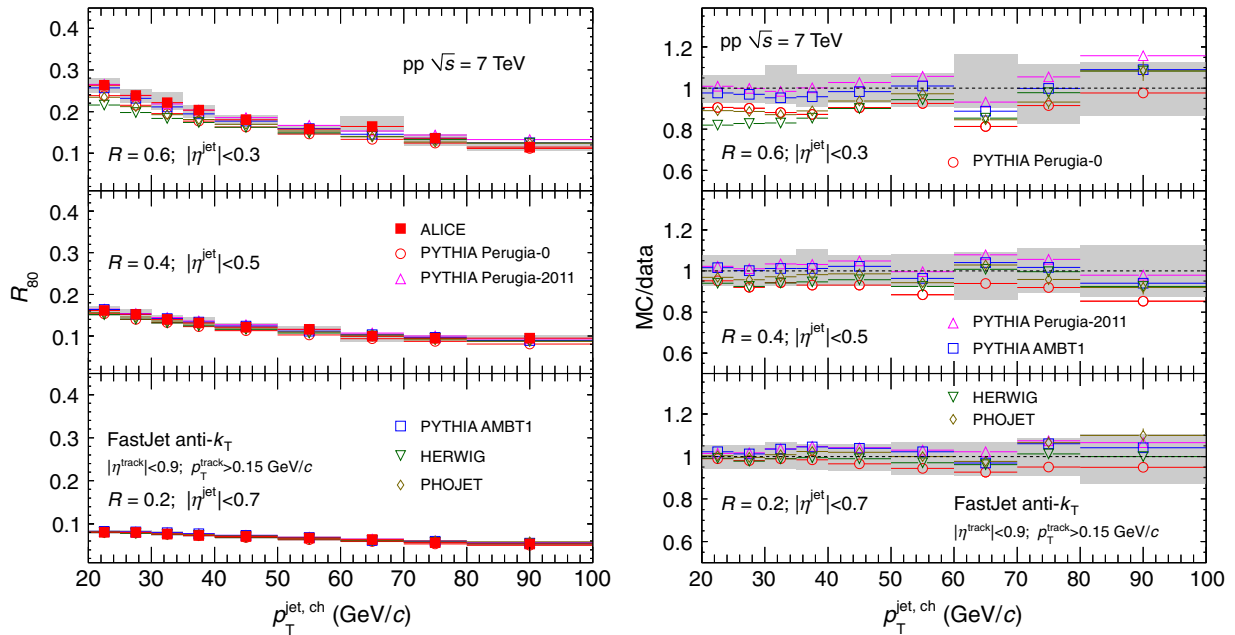 0.4
0.3
0.2
0.1
pp √s = 7 TeV
R = 0.6; |η^jet|<0.3
0.4
0.3
0.2
0.1
R_80
ALICE
PYTHIA Perugia-0
PYTHIA Perugia-2011
R = 0.4; |η^jet|<0.5
0.4
0.3
0.2
0.1
FastJet anti-k_T
|η^track|<0.9; p_T^track>0.15 GeV/c
R = 0.2; |η^jet|<0.7
PYTHIA AMBT1
HERWIG
PHOJET
20 30 40 50 60 70 80 90 100
p_T^jet, ch (GeV/c)
1.2
1
0.8
0.6
pp √s = 7 TeV
R = 0.6; |η^jet|<0.3
PYTHIA Perugia-0
1.2
1
0.8
0.6
MC/data
R = 0.4; |η^jet|<0.5
PYTHIA Perugia-2011
PYTHIA AMBT1
1.2
1
0.8
0.6
HERWIG
PHOJET
R = 0.2; |η^jet|<0.7
FastJet anti-k_T
|η^track|<0.9; p_T^track>0.15 GeV/c
20 30 40 50 60 70 80 90 100
p_T^jet, ch (GeV/c)